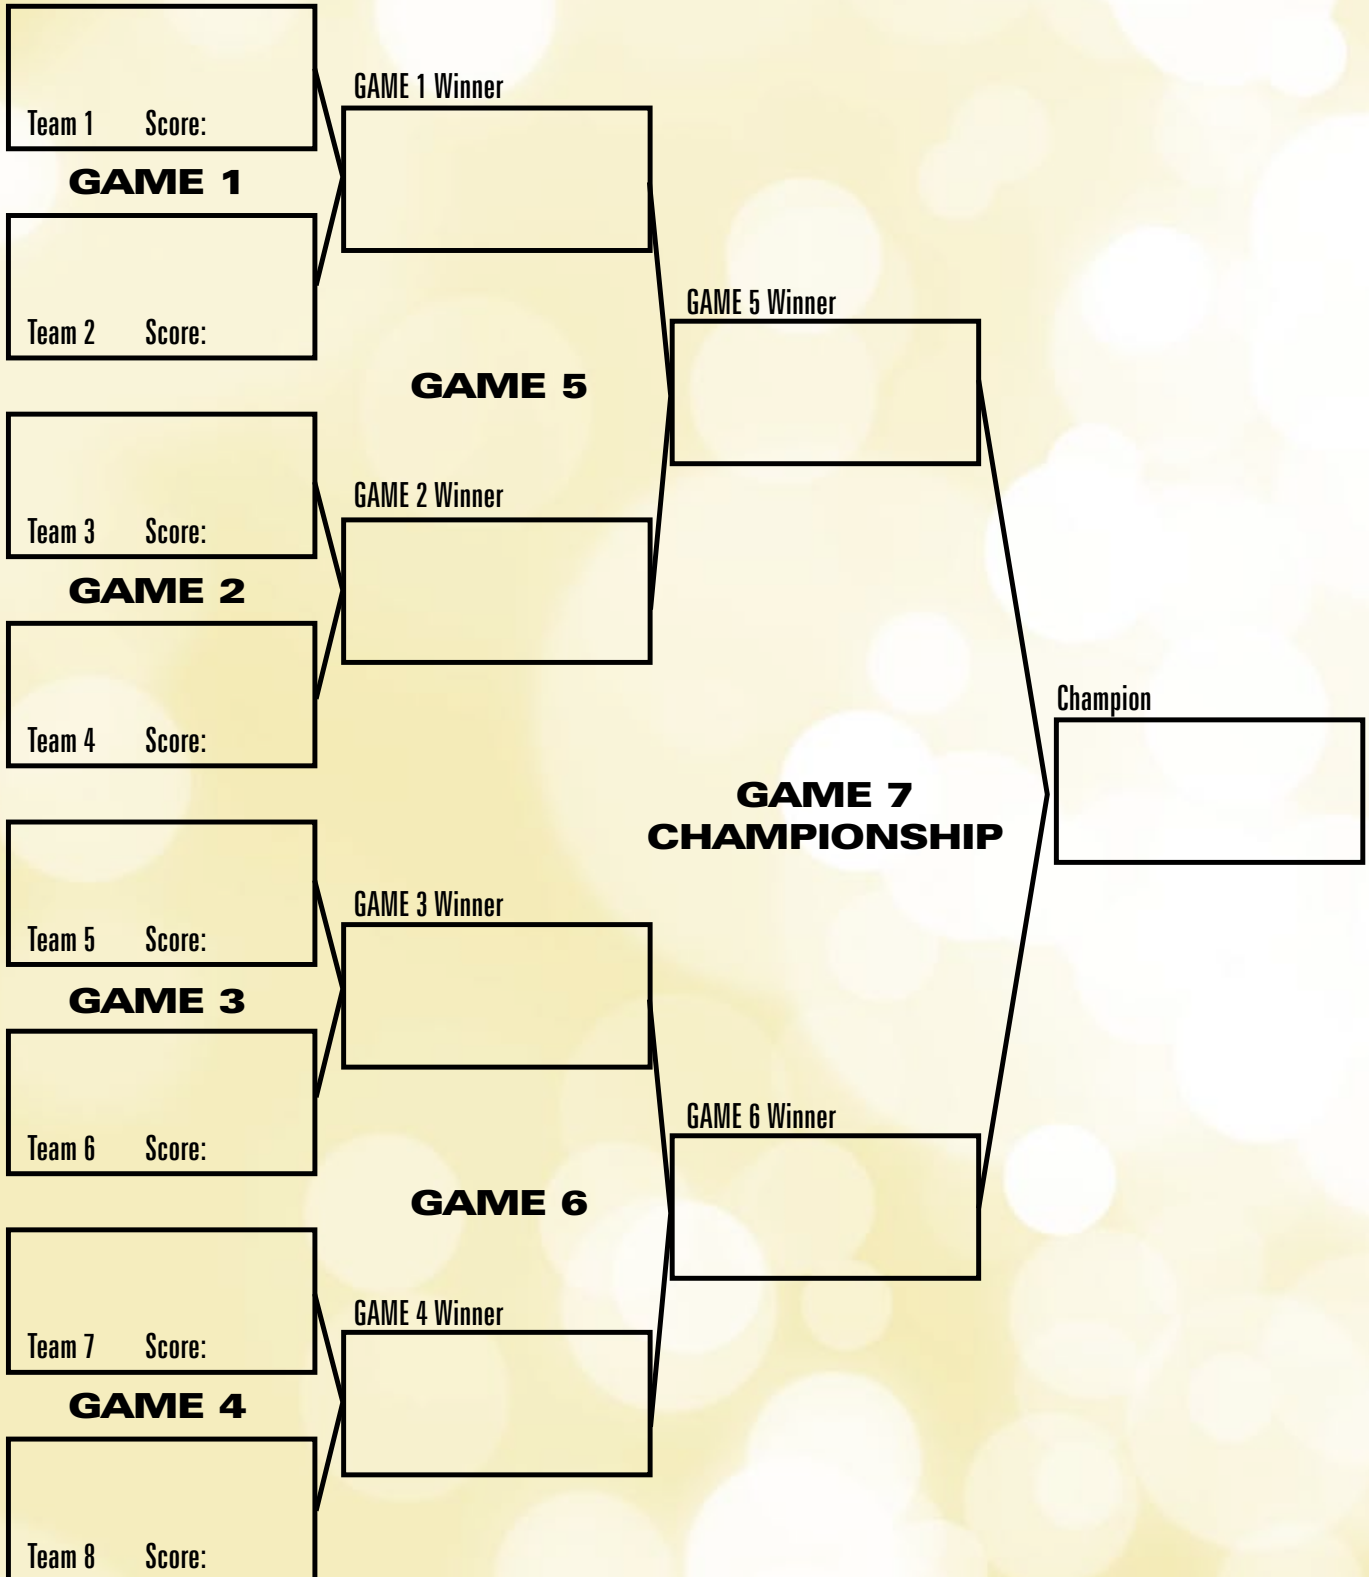 Team 1 Score:
GAME 1
Team 2 Score:
Team 3 Score:
GAME 2
Team 4 Score:
Team 5 Score:
GAME 3
Team 6 Score:
Team 7 Score:
GAME 4
Team 8 Score:
GAME 1 Winner
GAME 5
GAME 2 Winner
GAME 3 Winner
GAME 6
GAME 4 Winner
GAME 5 Winner
GAME 7
CHAMPIONSHIP
GAME 6 Winner
Champion